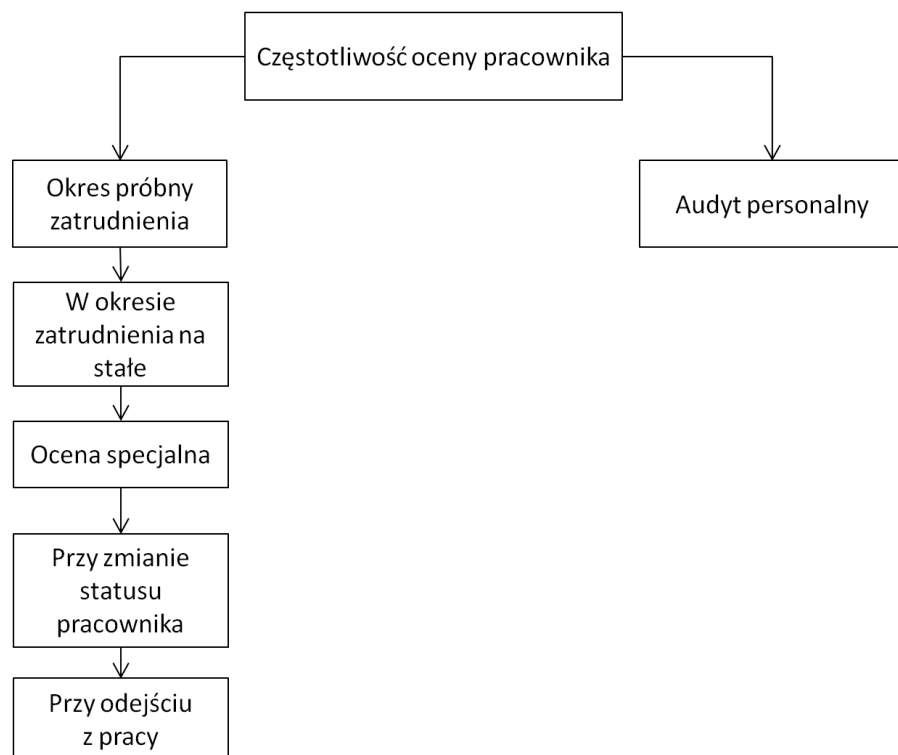 Częstotliwość oceny pracownika
Okres próbny
zatrudnienia
Audyt personalny
W okresie
zatrudnienia na
stałe
Ocena specjalna
Przy zmianie
statusu
pracownika
Przy odejściu
z pracy